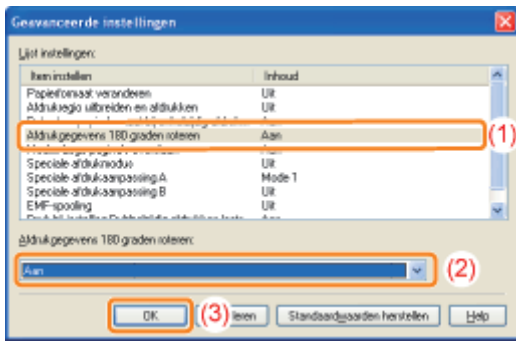 Geavanceerde instellingen
Lijst instellingen:
Item instellen Inhoud
Papierformaat veranderen Uit
Afdrukregio uitbreiden en afdrukken Uit
Afdrukgegevens 180 graden roteren Aan
(1)
Speciale afdrukmodus Uit
Speciale afdrukaanpassing A Mode 1
Speciale afdrukaanpassing B Uit
EMF-spooling Uit
Afdrukgegevens 180 graden roteren:
Aan
(2)
OK (3) leren Standaardwaarden herstellen Help